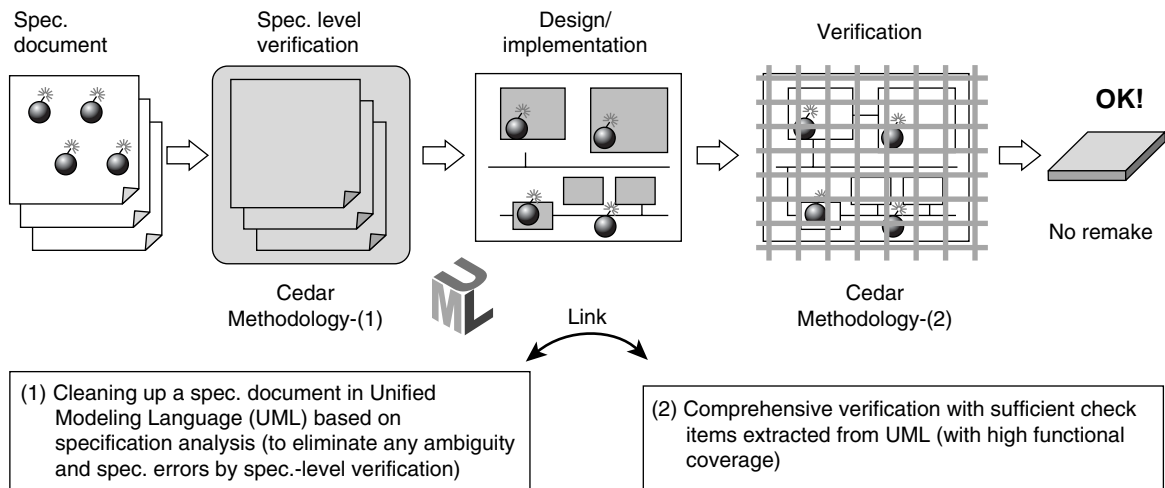 Spec.
document
Spec. level
verification
Design/
implementation
Verification
OK!
No remake
Cedar
Methodology-(1)
UML
Link
Cedar
Methodology-(2)
(1) Cleaning up a spec. document in Unified
Modeling Language (UML) based on
specification analysis (to eliminate any ambiguity
and spec. errors by spec.-level verification)
(2) Comprehensive verification with sufficient check
items extracted from UML (with high functional
coverage)